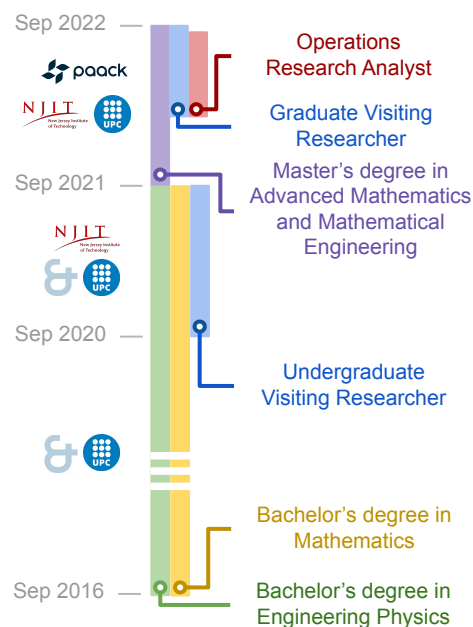 Sep 2022
Operations
Research Analyst
paack
NJIT
New Jersey Institute
of Technology
UPC
Graduate Visiting
Researcher
Master's degree in
Advanced Mathematics
and Mathematical
Engineering
Sep 2021
NJIT
New Jersey Institute
of Technology
&
UPC
Sep 2020
Undergraduate
Visiting Researcher
&
UPC
Bachelor's degree in
Mathematics
Bachelor's degree in
Engineering Physics
Sep 2016